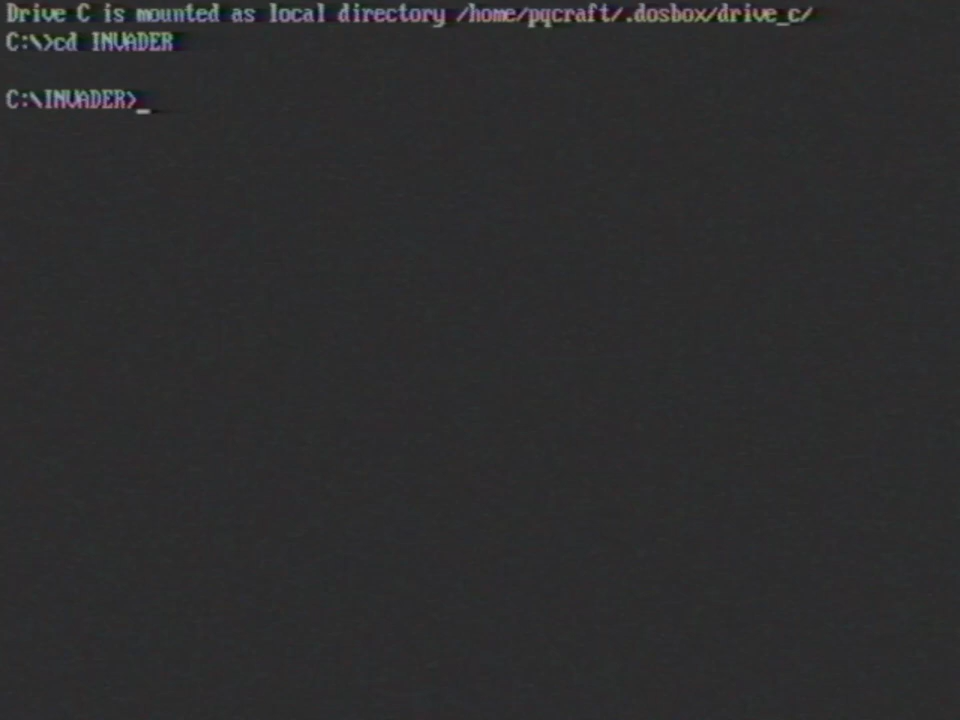 Drive C is mounted as local directory /home/pqcraft/.dosbox/drive_c/
C:\>cd INVADER
C:\INVADER>_